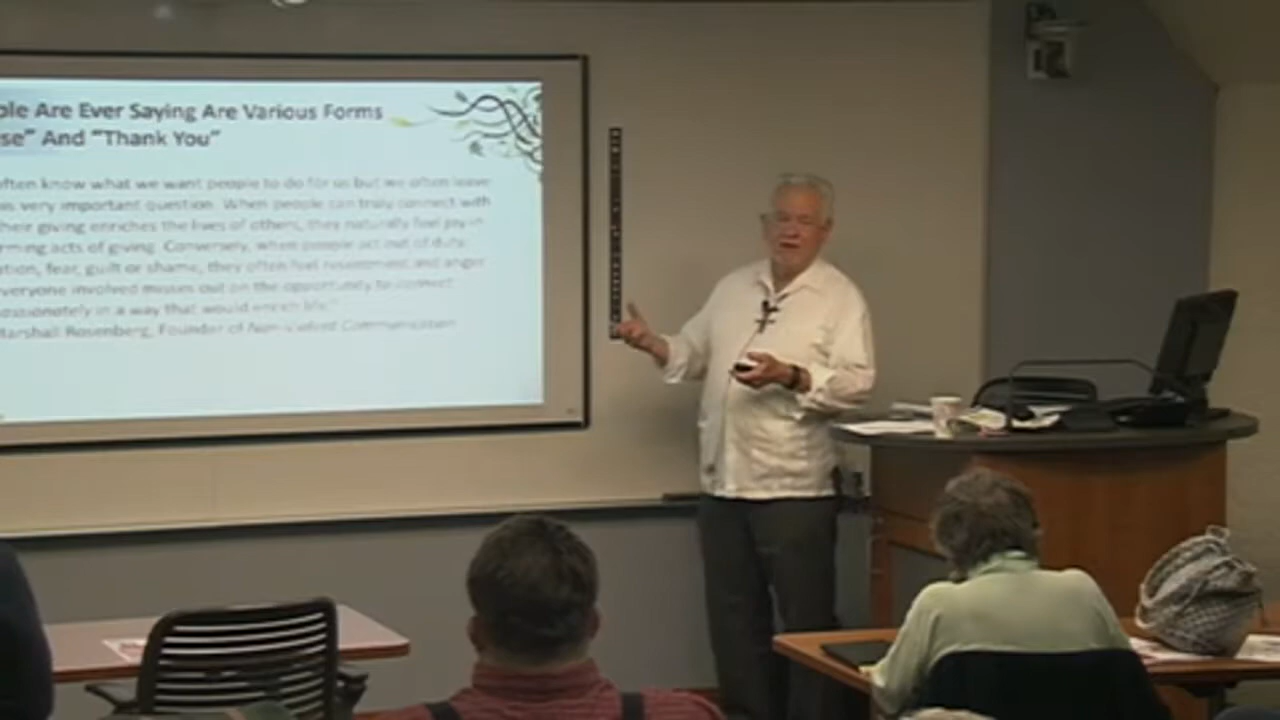 ple Are Ever Saying Are Various Forms
se” And “Thank You”
often know what we want people to do for us but we often leave
is very important question. When people can truly connect with
their giving enriches the lives of others, they naturally feel joy in
rming acts of giving. Conversely, when people act out of duty
ation, fear, guilt or shame, they often feel resentment and anger
everyone involved misses out on the opportunity to connect
assionately in a way that would enrich life."
Marshall Rosenberg, Founder of Non-Violent Communication